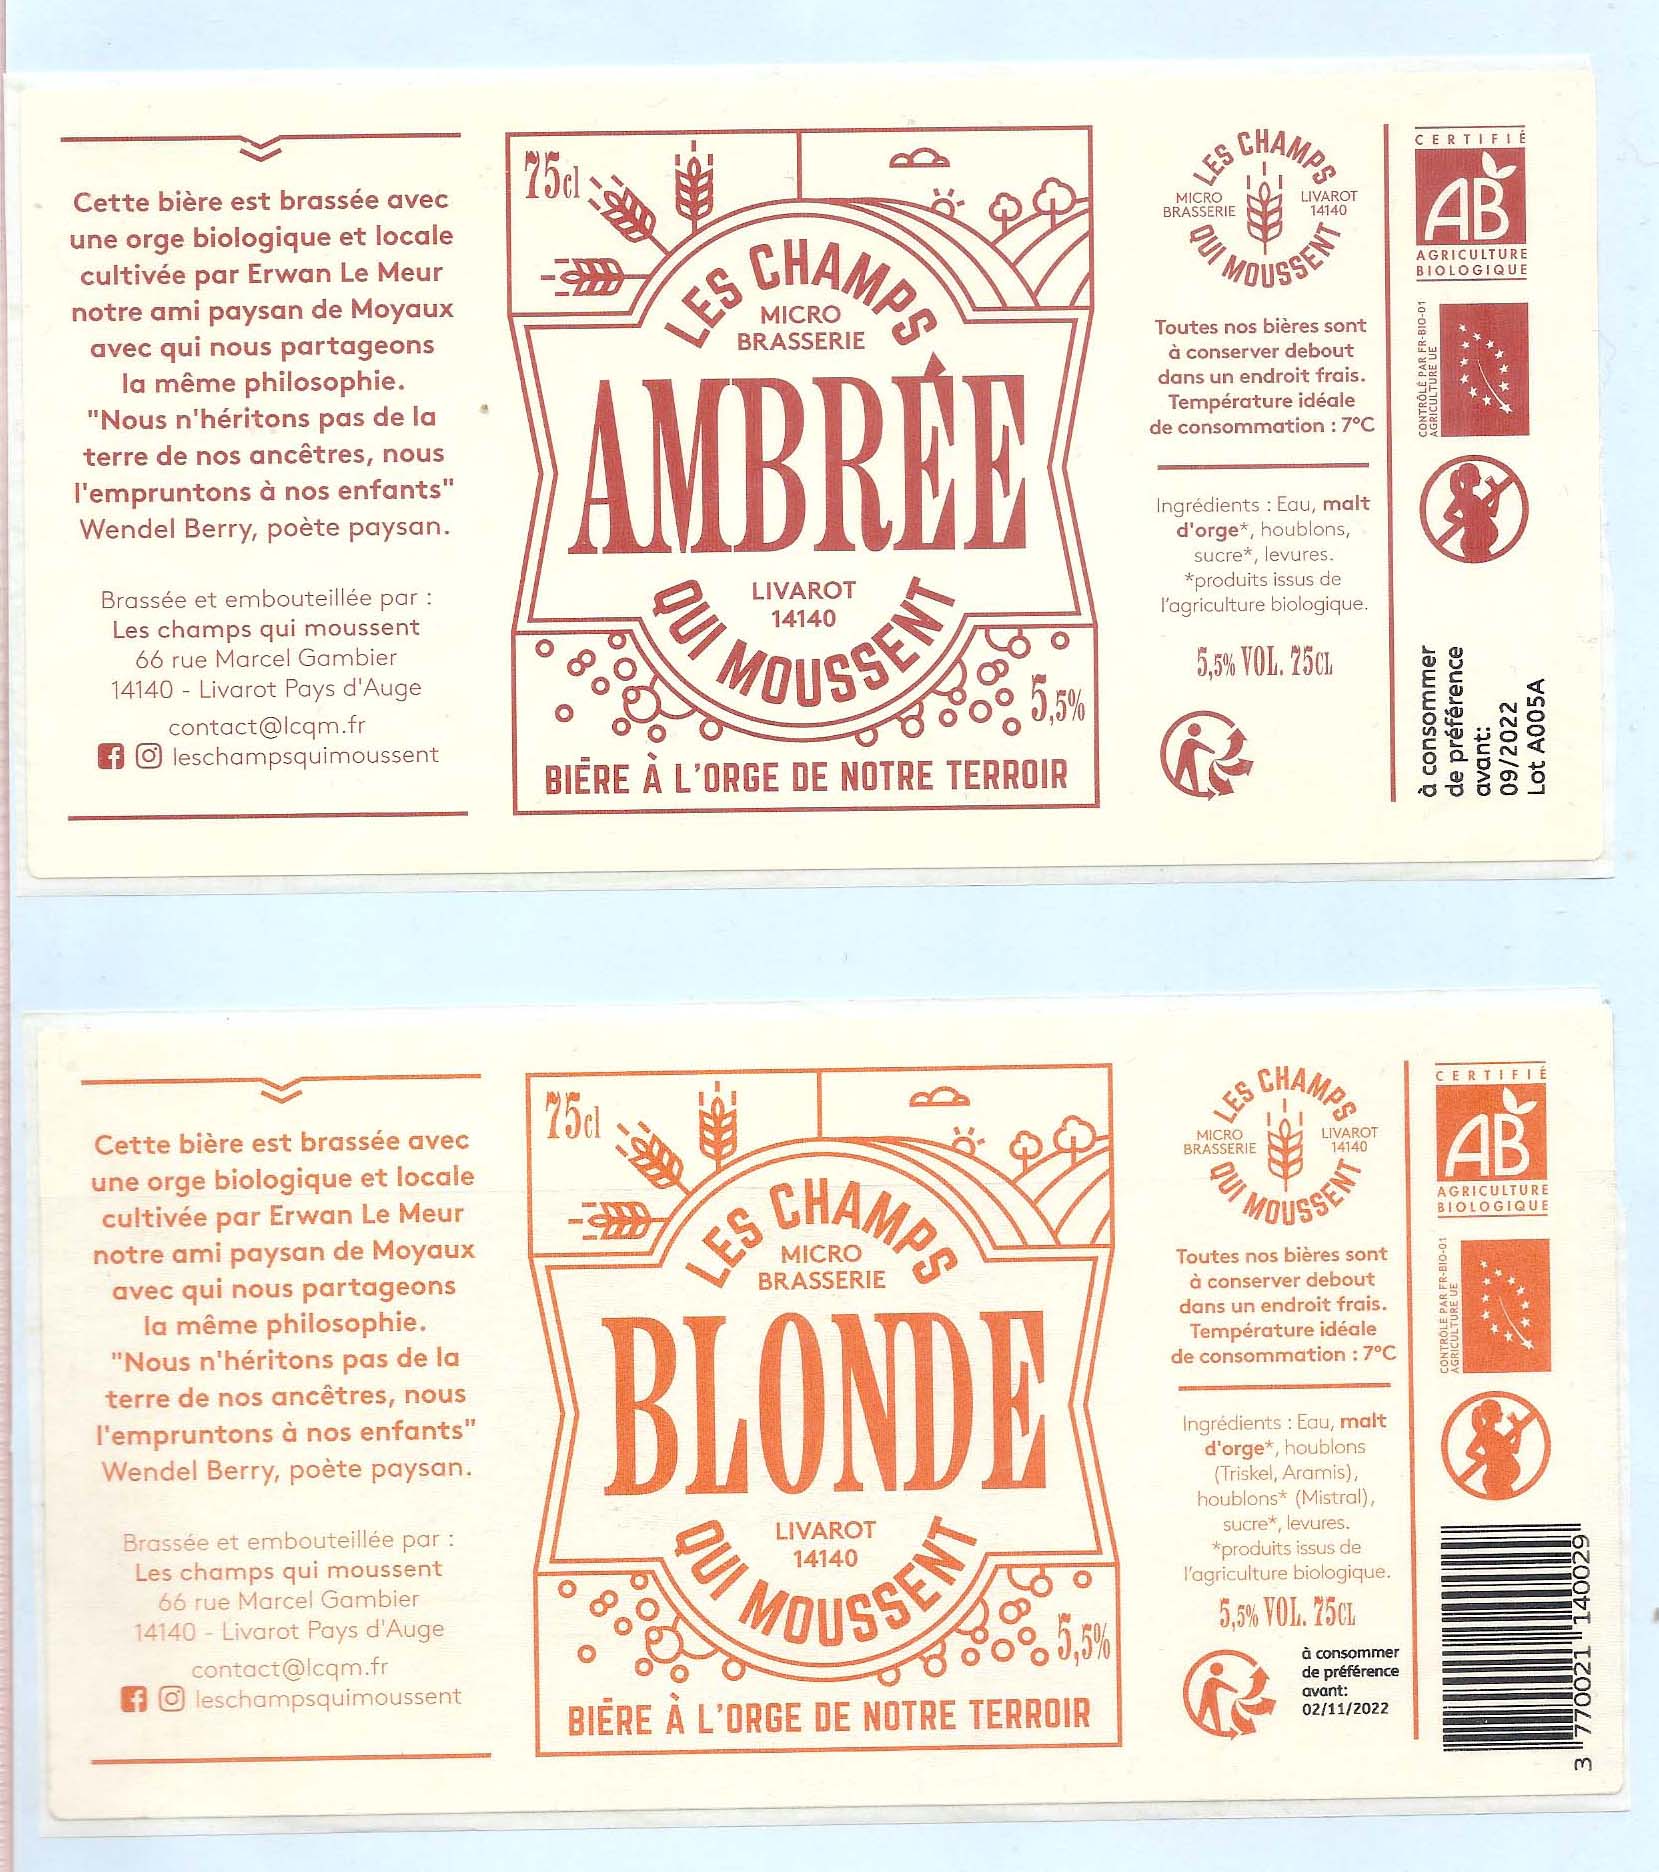 Cette bière est brassée avec
une orge biologique et locale
cultivée par Erwan Le Meur
notre ami paysan de Moyaux
avec qui nous partageons
la même philosophie.
"Nous n'héritons pas de la
terre de nos ancêtres, nous
l'empruntons à nos enfants"
Wendel Berry, poète paysan.
Brassée et embouteillée par :
Les champs qui moussent
66 rue Marcel Gambier
14140 - Livarot Pays d'Auge
contact@lcqm.fr
leschampsquimoussent
75cl
LES CHAMPS
MICRO
BRASSERIE
AMBRÉE
LIVAROT
14140
QUI MOUSSENT
5,5%
BIÈRE À L'ORGE DE NOTRE TERROIR
LES CHAMPS
MICRO
BRASSERIE
LIVAROT
14140
QUI MOUSSENT
Toutes nos bières sont
à conserver debout
dans un endroit frais.
Température idéale
de consommation : 7°C
Ingrédients : Eau, malt
d'orge*, houblons,
sucre*, levures.
*produits issus de
l'agriculture biologique.
5,5% VOL. 75CL
CERTIFIÉ
AB
AGRICULTURE
BIOLOGIQUE
CONTRÔLÉ PAR FR-BIO-01
AGRICULTURE UE
à consommer
de préférence
avant:
09/2022
Lot A005A
Cette bière est brassée avec
une orge biologique et locale
cultivée par Erwan Le Meur
notre ami paysan de Moyaux
avec qui nous partageons
la même philosophie.
"Nous n'héritons pas de la
terre de nos ancêtres, nous
l'empruntons à nos enfants"
Wendel Berry, poète paysan.
Brassée et embouteillée par :
Les champs qui moussent
66 rue Marcel Gambier
14140 - Livarot Pays d'Auge
contact@lcqm.fr
leschampsquimoussent
75cl
LES CHAMPS
MICRO
BRASSERIE
BLONDE
LIVAROT
14140
QUI MOUSSENT
5,5%
BIÈRE À L'ORGE DE NOTRE TERROIR
LES CHAMPS
MICRO
BRASSERIE
LIVAROT
14140
QUI MOUSSENT
Toutes nos bières sont
à conserver debout
dans un endroit frais.
Température idéale
de consommation : 7°C
Ingrédients : Eau, malt
d'orge*, houblons
(Triskel, Aramis),
houblons* (Mistral),
sucre*, levures.
*produits issus de
l'agriculture biologique.
5,5% VOL. 75CL
à consommer
de préférence
avant:
02/11/2022
CERTIFIÉ
AB
AGRICULTURE
BIOLOGIQUE
CONTRÔLÉ PAR FR-BIO-01
AGRICULTURE UE
3 770021 140029